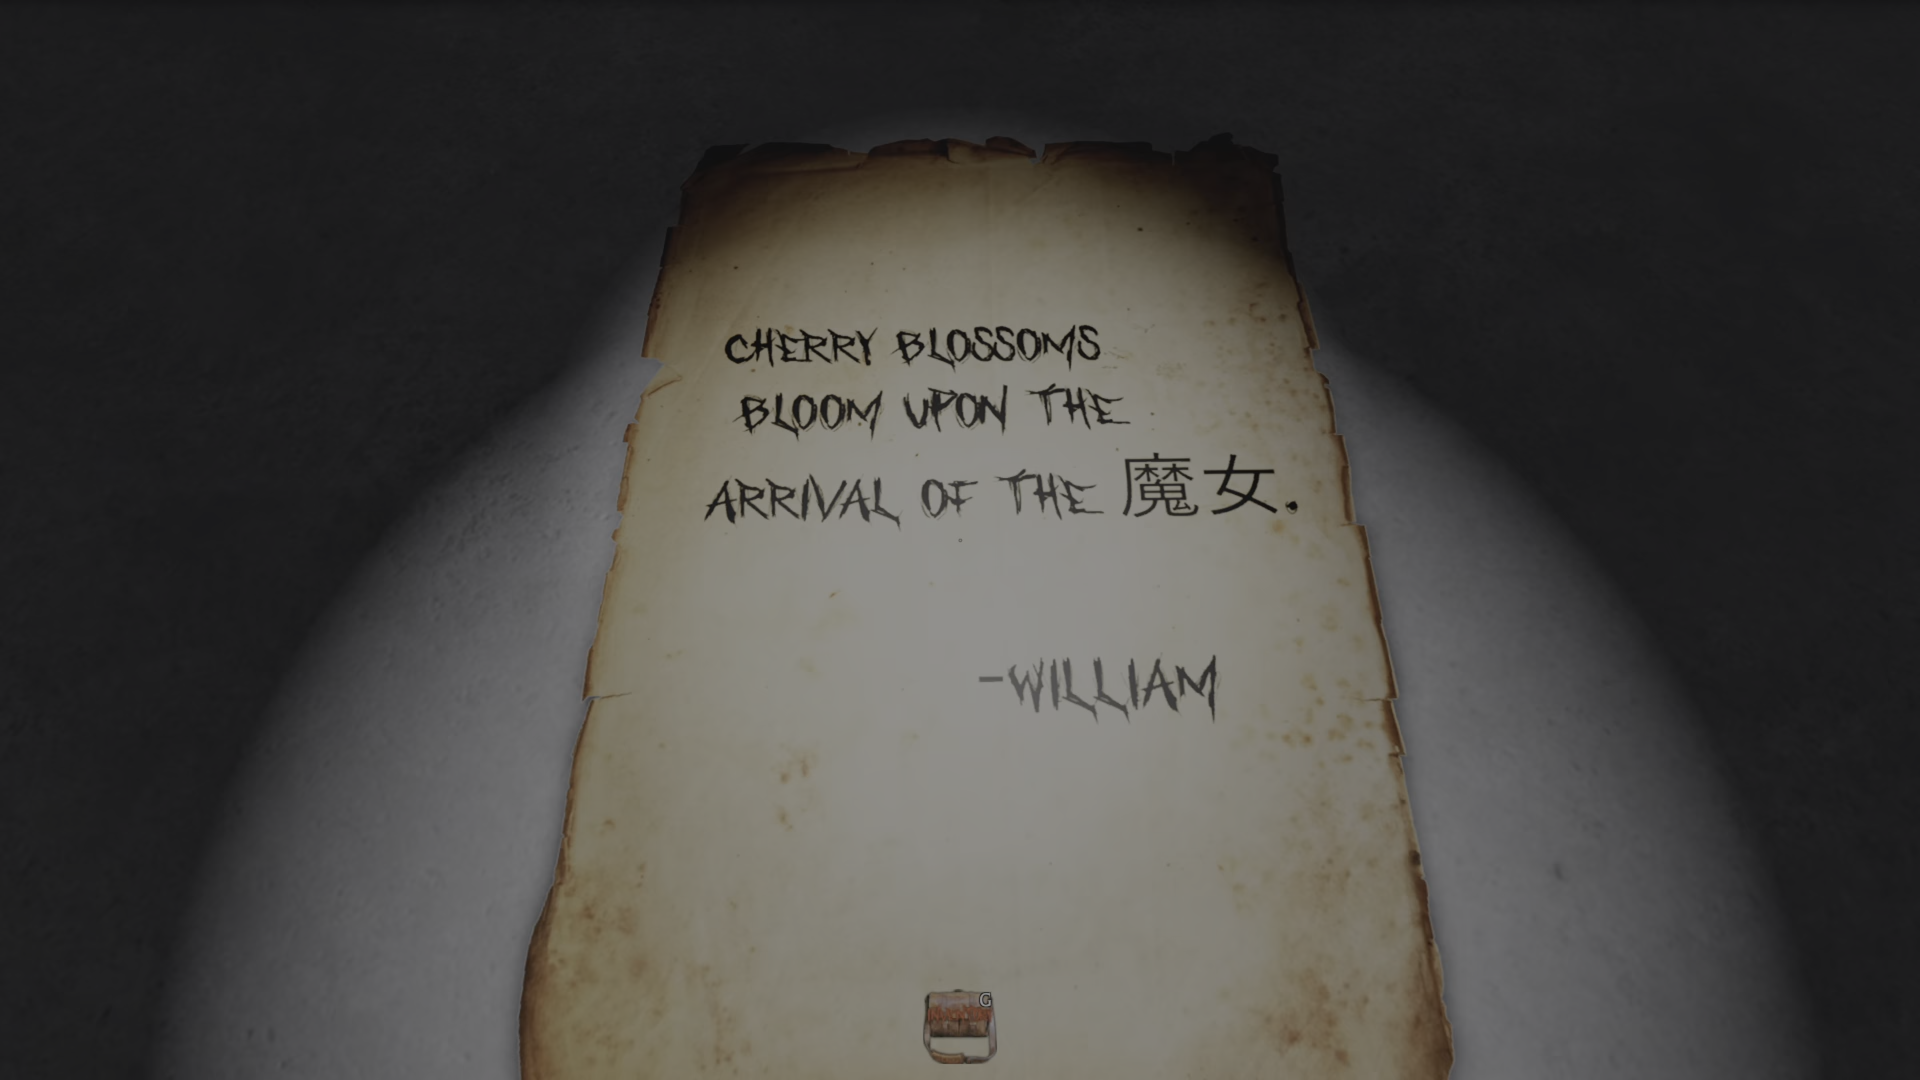 CHERRY BLOSSOMS
BLOOM UPON THE
ARRIVAL OF THE 魔女.
-WILLIAM
G